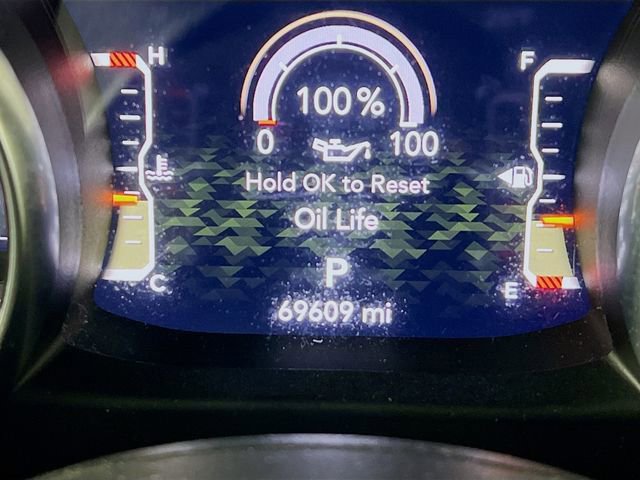 H
F
100 %
0
100
Hold OK to Reset
Oil Life
P
C
E
69609 mi